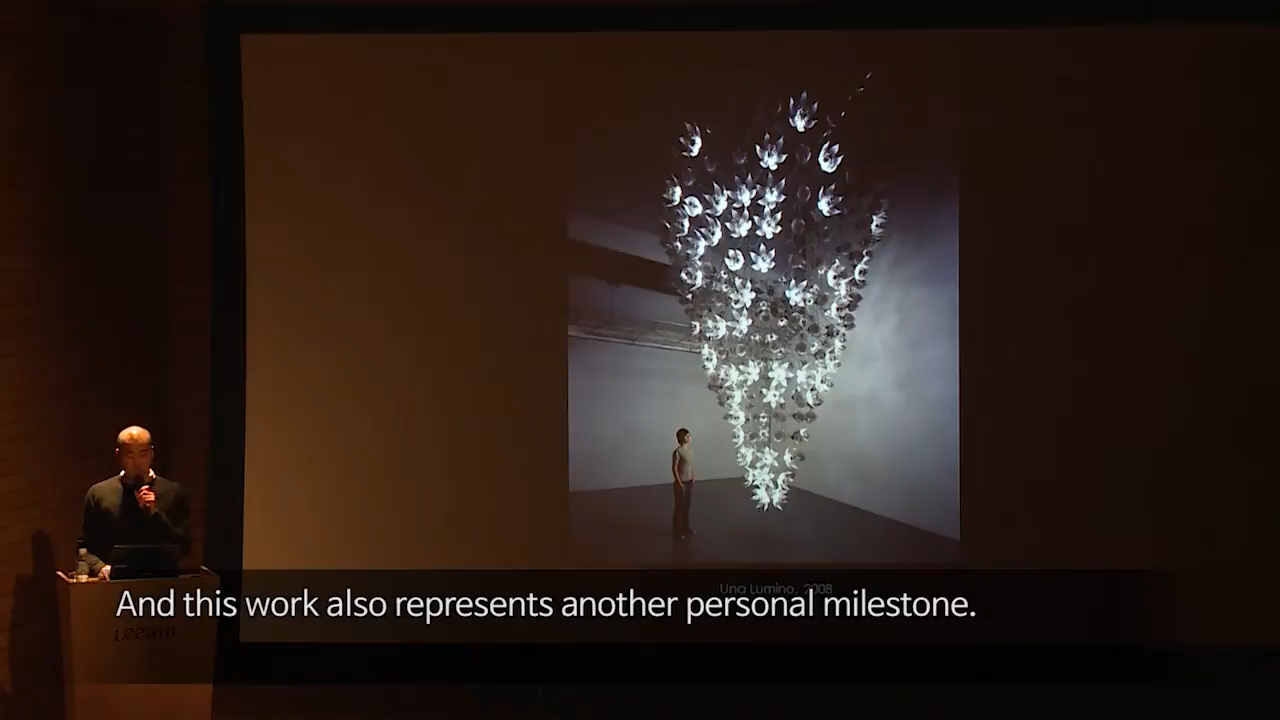 Una Lumino, 2008
And this work also represents another personal milestone.